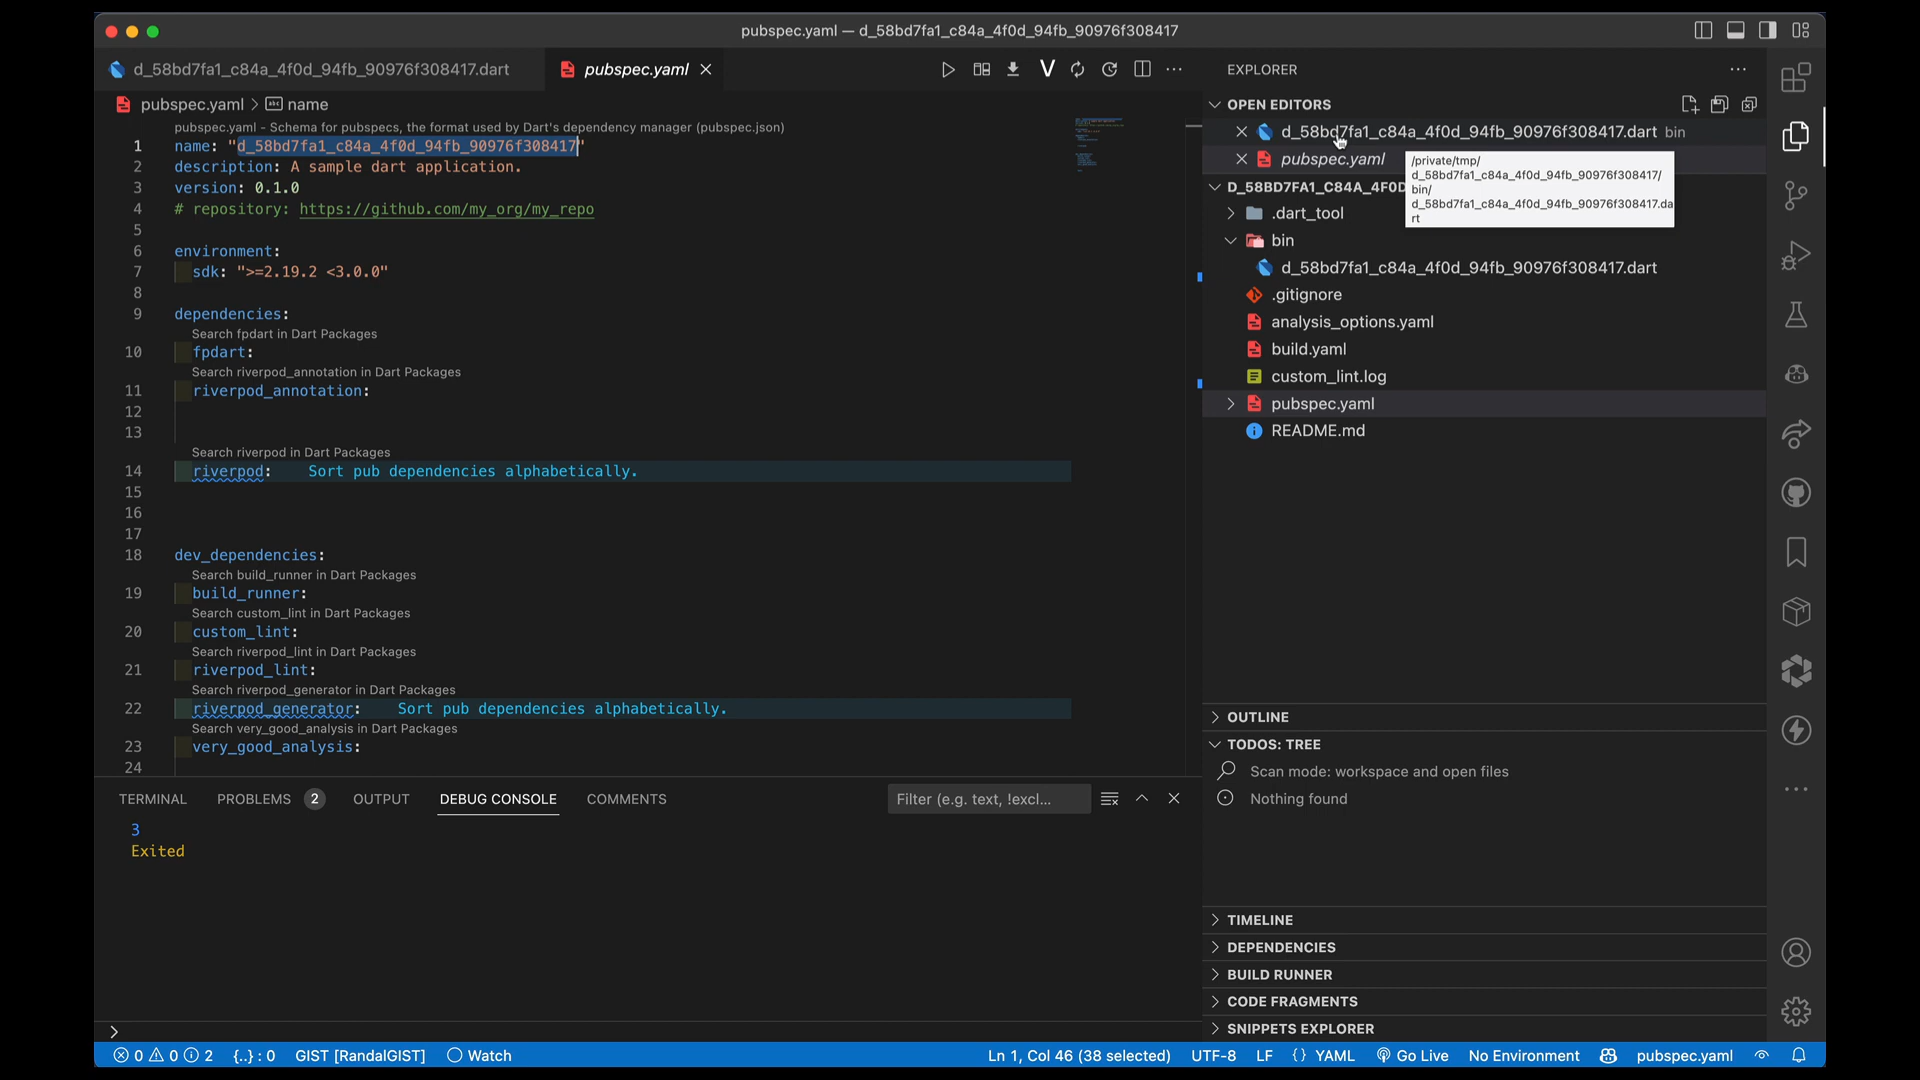 pubspec.yaml — d_58bd7fa1_c84a_4f0d_94fb_90976f308417
d_58bd7fa1_c84a_4f0d_94fb_90976f308417.dart
pubspec.yaml
pubspec.yaml > name
pubspec.yaml - Schema for pubspecs, the format used by Dart's dependency manager (pubspec.json)
1 name: "d_58bd7fa1_c84a_4f0d_94fb_90976f308417"
2 description: A sample dart application.
3 version: 0.1.0
4 # repository: https://github.com/my_org/my_repo
5
6 environment:
7 sdk: ">=2.19.2 <3.0.0"
8
9 dependencies:
Search fpdart in Dart Packages
10 fpdart:
Search riverpod_annotation in Dart Packages
11 riverpod_annotation:
12
13
Search riverpod in Dart Packages
14 riverpod: Sort pub dependencies alphabetically.
15
16
17
18 dev_dependencies:
Search build_runner in Dart Packages
19 build_runner:
Search custom_lint in Dart Packages
20 custom_lint:
Search riverpod_lint in Dart Packages
21 riverpod_lint:
Search riverpod_generator in Dart Packages
22 riverpod_generator: Sort pub dependencies alphabetically.
Search very_good_analysis in Dart Packages
23 very_good_analysis:
24
TERMINAL PROBLEMS 2 OUTPUT DEBUG CONSOLE COMMENTS
Filter (e.g. text, !excl...
3
Exited
EXPLORER
OPEN EDITORS
d_58bd7fa1_c84a_4f0d_94fb_90976f308417.dart bin
pubspec.yaml
/private/tmp/
d_58bd7fa1_c84a_4f0d_94fb_90976f308417/
bin/
d_58bd7fa1_c84a_4f0d_94fb_90976f308417.da
rt
D_58BD7FA1_C84A_4F0D
.dart_tool
bin
d_58bd7fa1_c84a_4f0d_94fb_90976f308417.dart
.gitignore
analysis_options.yaml
build.yaml
custom_lint.log
pubspec.yaml
README.md
OUTLINE
TODOS: TREE
Scan mode: workspace and open files
Nothing found
TIMELINE
DEPENDENCIES
BUILD RUNNER
CODE FRAGMENTS
SNIPPETS EXPLORER
0 0 2 {..} : 0 GIST [RandalGIST] Watch
Ln 1, Col 46 (38 selected) UTF-8 LF {} YAML Go Live No Environment pubspec.yaml